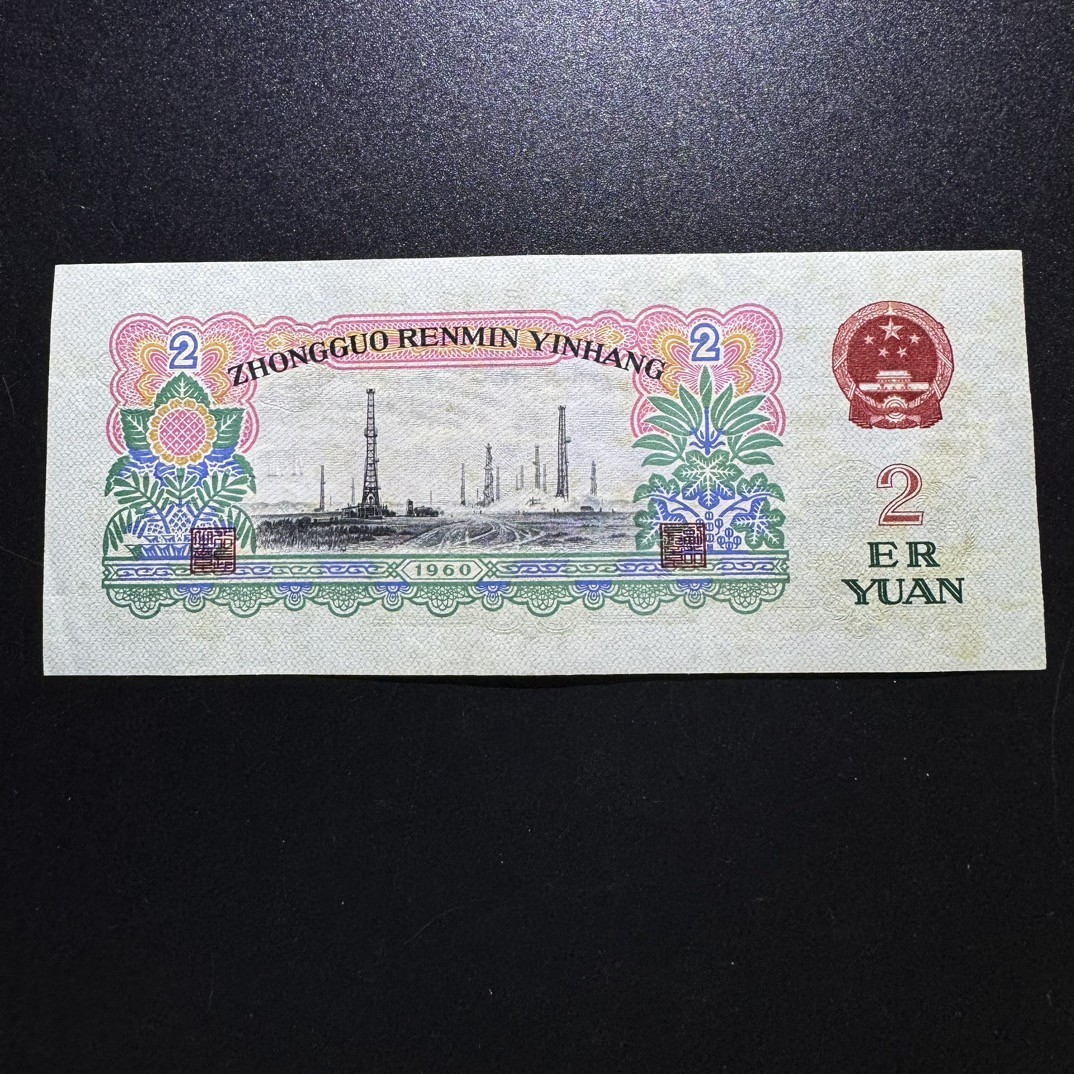 2
ZHONGGUO RENMIN YINHANG
2
1960
2
ER
YUAN